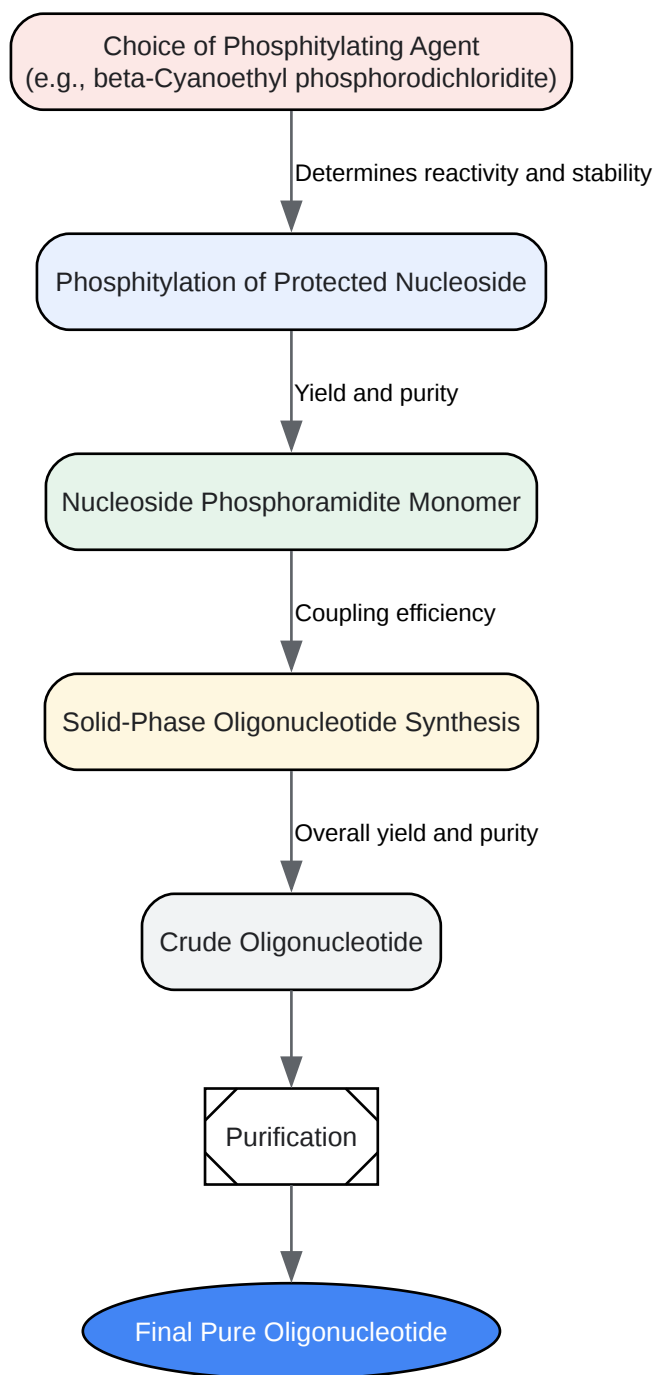 Choice of Phosphitylating Agent
(e.g., beta-Cyanoethyl phosphorodichloridite)
Determines reactivity and stability
Phosphitylation of Protected Nucleoside
Yield and purity
Nucleoside Phosphoramidite Monomer
Coupling efficiency
Solid-Phase Oligonucleotide Synthesis
Overall yield and purity
Crude Oligonucleotide
Purification
Final Pure Oligonucleotide